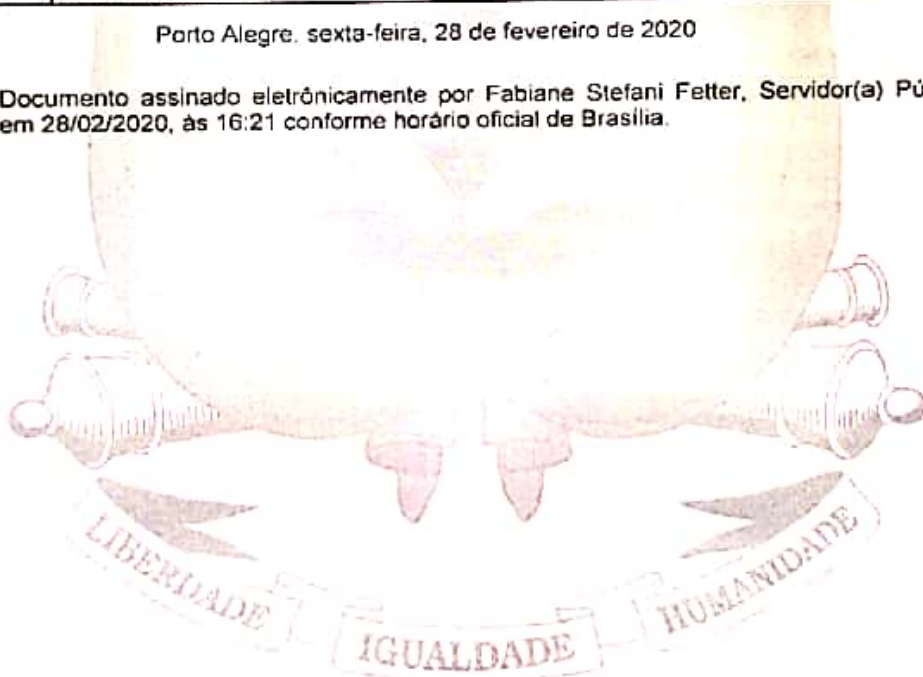 Porto Alegre, sexta-feira, 28 de fevereiro de 2020
Documento assinado eletrônicamente por Fabiane Stefani Fetter, Servidor(a) Pú
em 28/02/2020, às 16:21 conforme horário oficial de Brasília.
LIBERDADE
IGUALDADE
HUMANIDADE